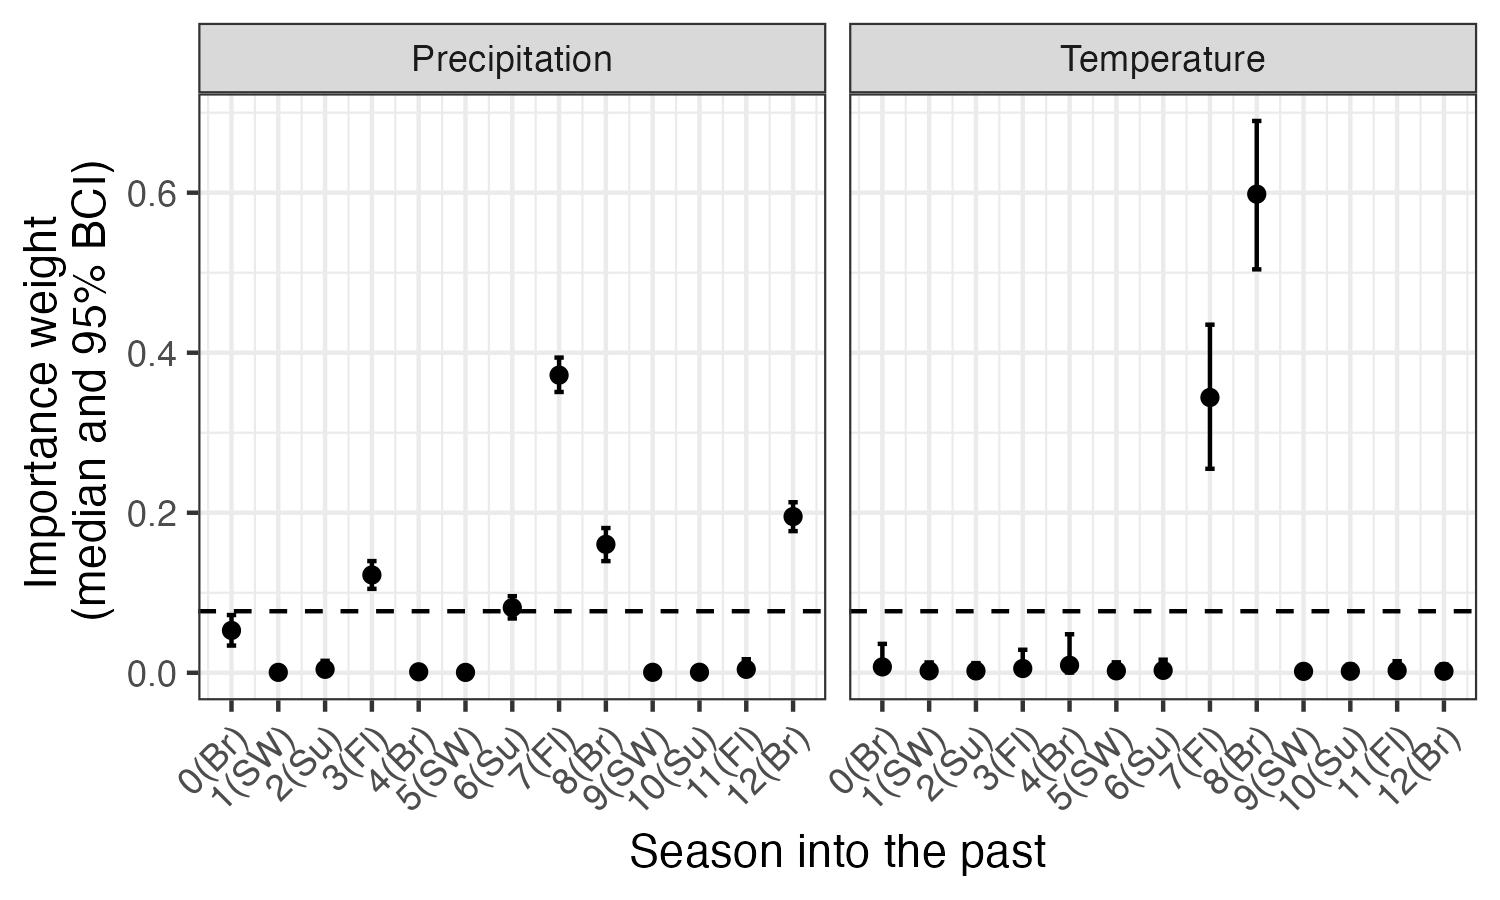 Precipitation
Temperature
Importance weight
(median and 95% BCI)
0.6
0.4
0.2
0.0
0(Br)
1(SW)
2(Su)
3(Fl)
4(Br)
5(SW)
6(Su)
7(Fl)
8(Br)
9(SW)
10(Su)
11(Fl)
12(Br)
0(Br)
1(SW)
2(Su)
3(Fl)
4(Br)
5(SW)
6(Su)
7(Fl)
8(Br)
9(SW)
10(Su)
11(Fl)
12(Br)
Season into the past